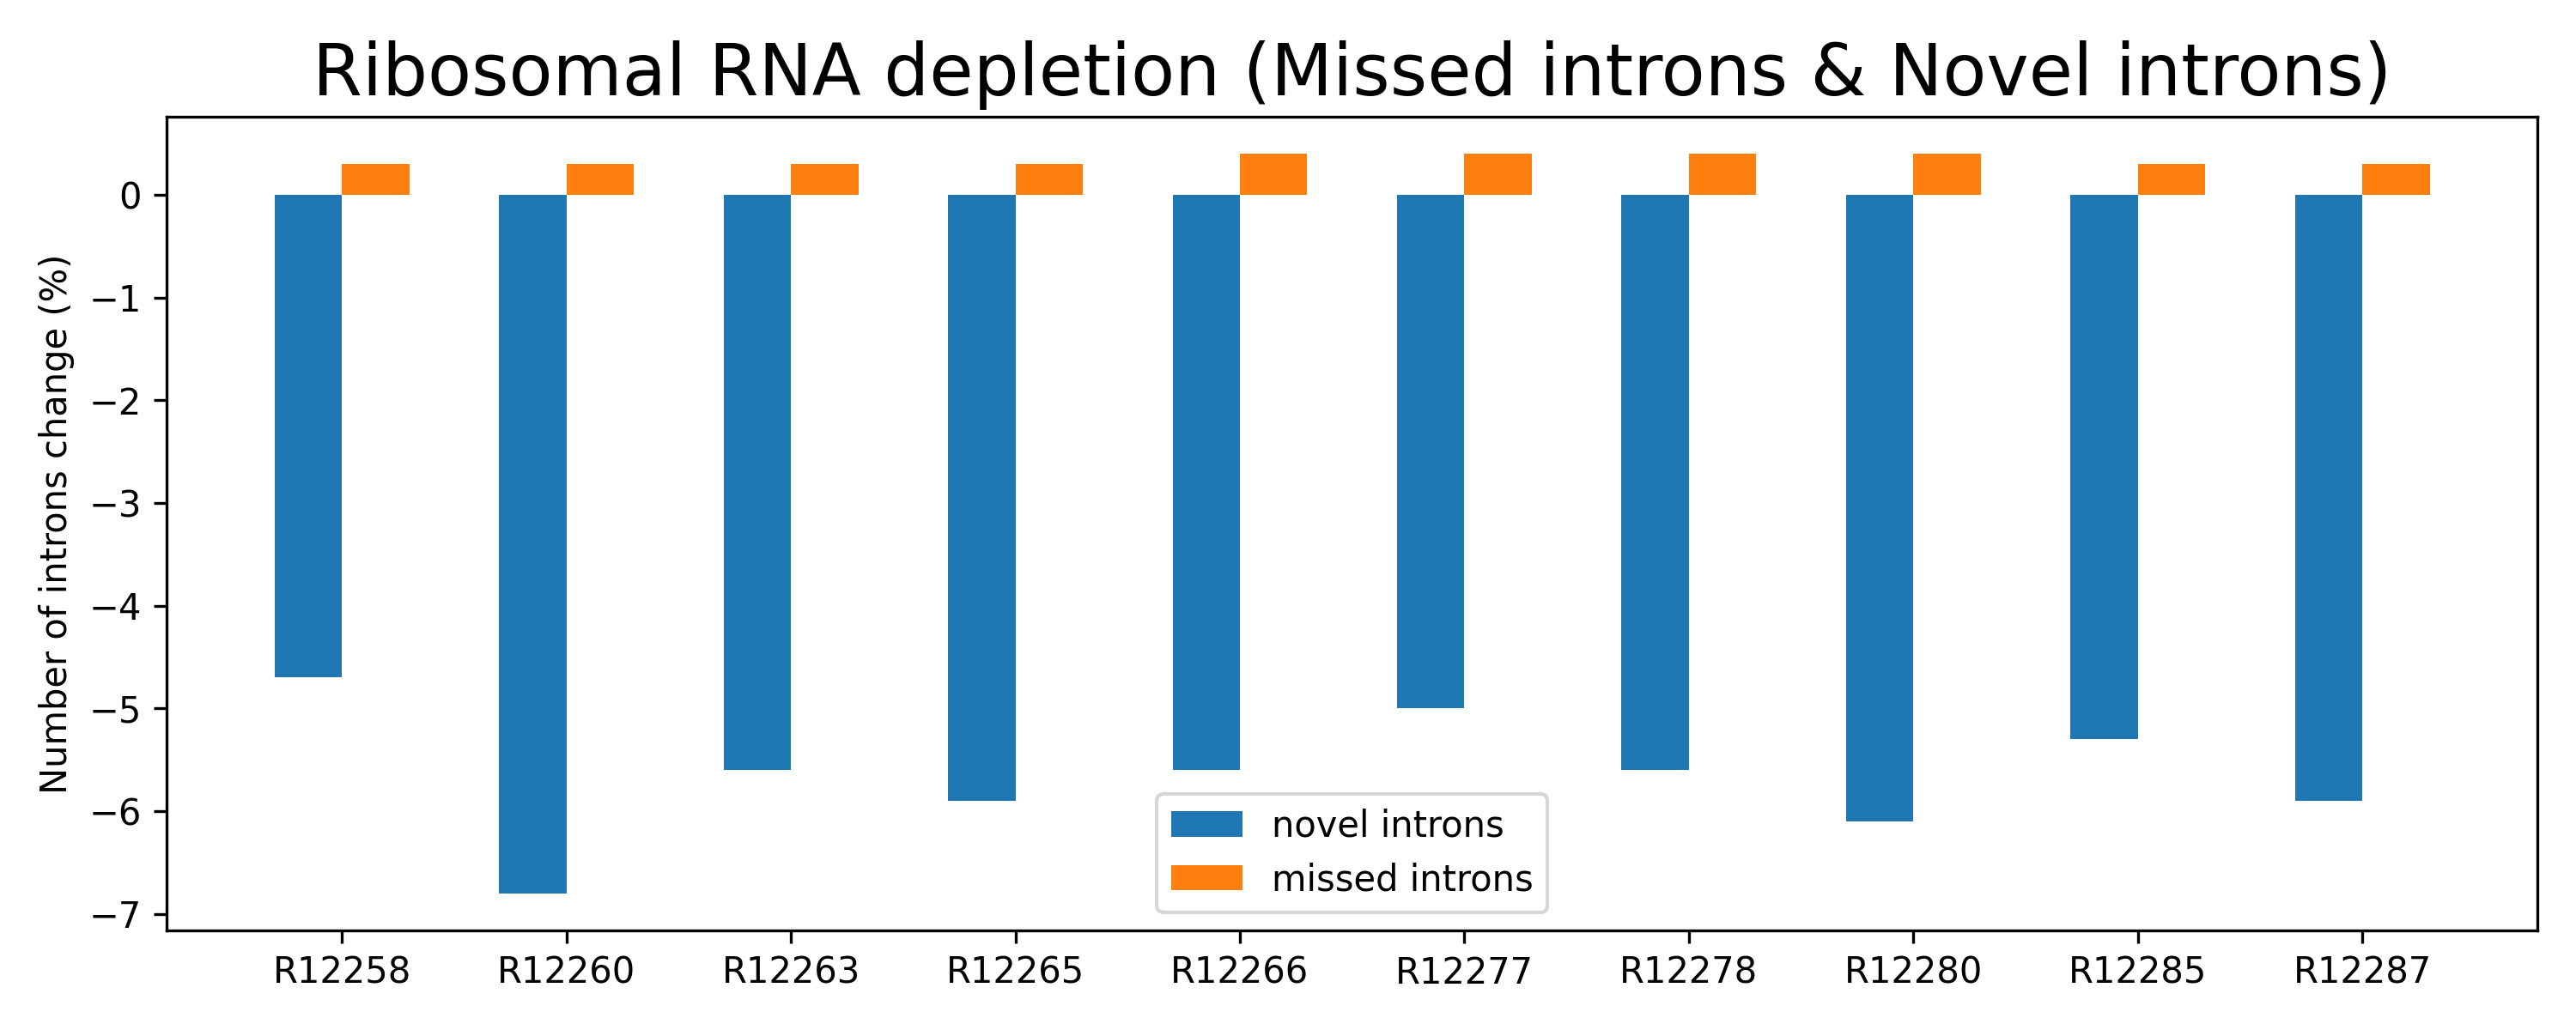 Ribosomal RNA depletion (Missed introns & Novel introns)
Number of introns change (%)
0
−1
−2
−3
−4
−5
−6
−7
novel introns
missed introns
R12258 R12260 R12263 R12265 R12266 R12277 R12278 R12280 R12285 R12287